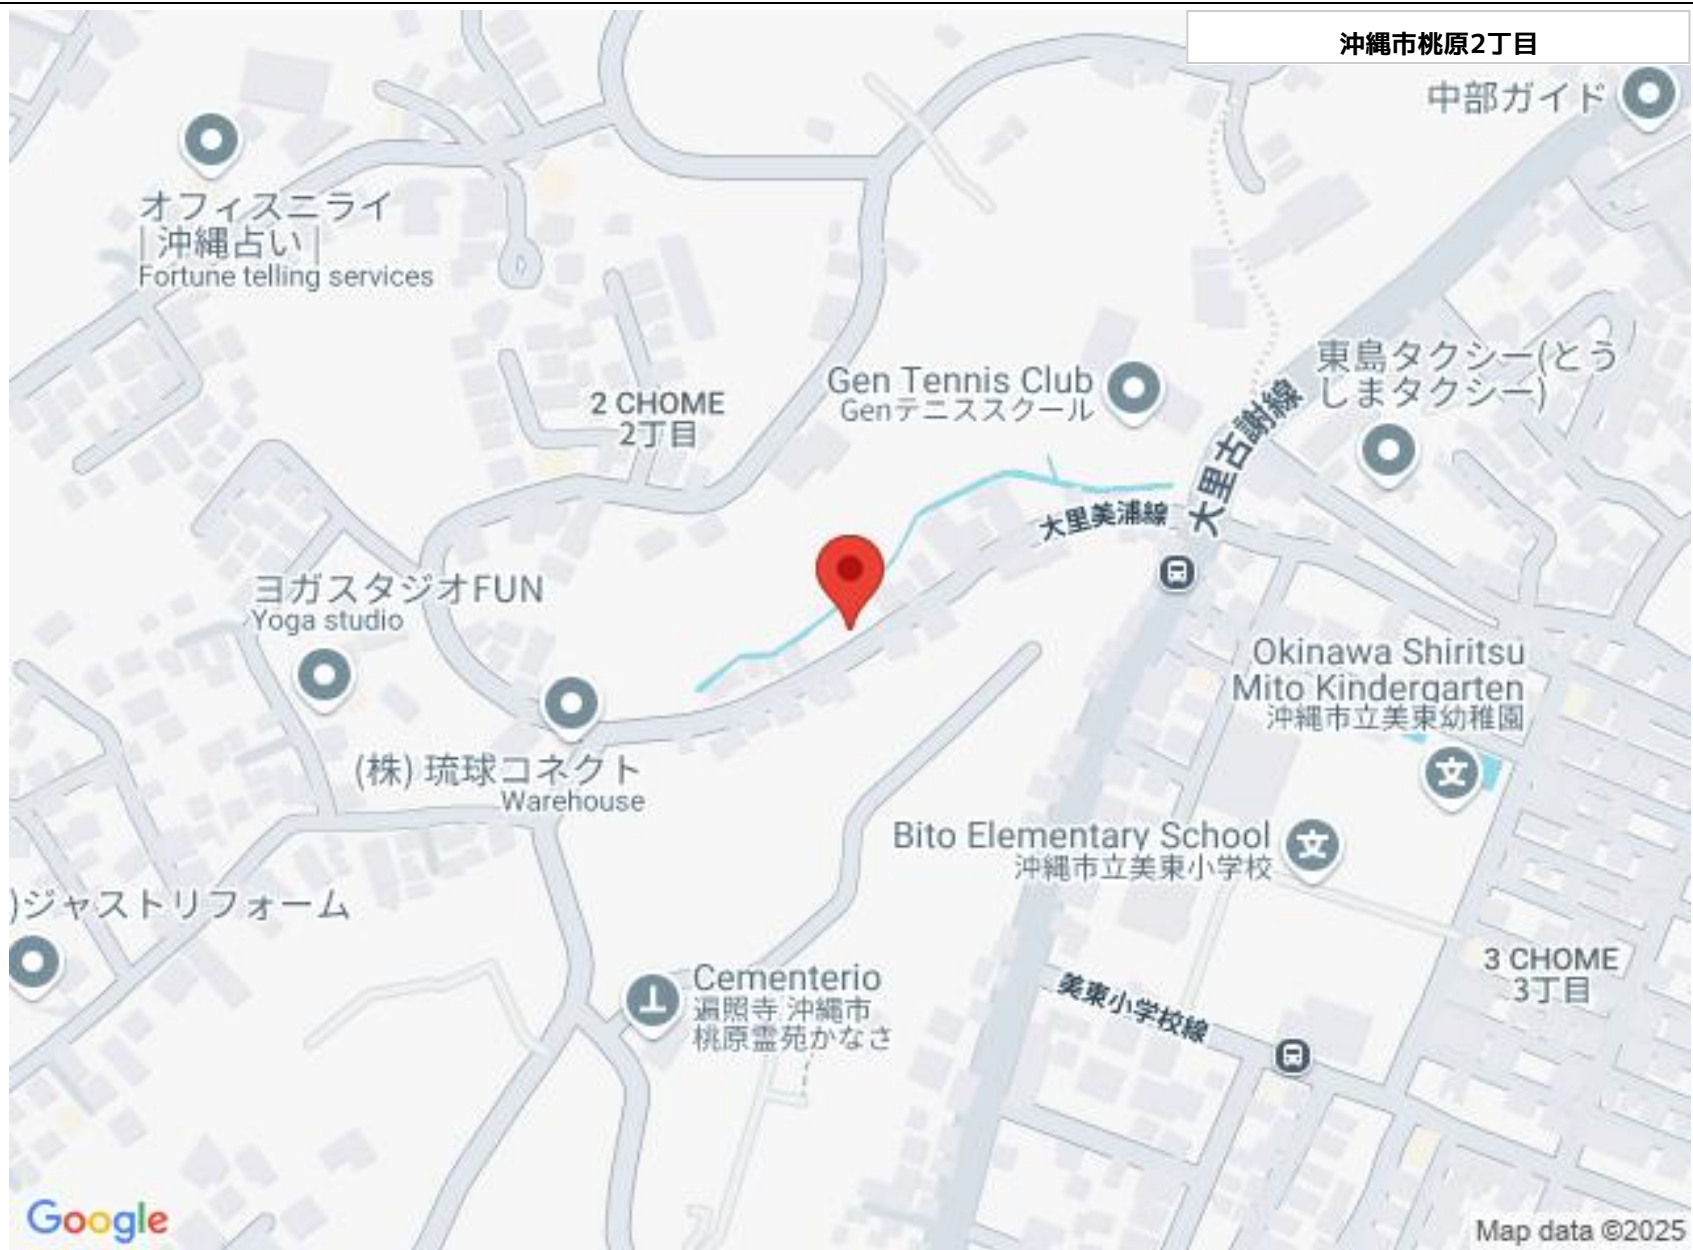 沖縄市桃原2丁目
中部ガイド
オフィスニライ
| 沖縄占い |
Fortune telling services
東島タクシー(とう
しまタクシー)
Gen Tennis Club
Genテニススクール
2 CHOME
2丁目
大里古謝線
大里美浦線
ヨガスタジオFUN
Yoga studio
Okinawa Shiritsu
Mito Kindergarten
沖縄市立美東幼稚園
文
(株) 琉球コネクト
Warehouse
Bito Elementary School
沖縄市立美東小学校
文
)ジャストリフォーム
3 CHOME
3丁目
Cementerio
遍照寺 沖縄市
桃原霊苑かなさ
美東小学校線
Google
Map data ©2025